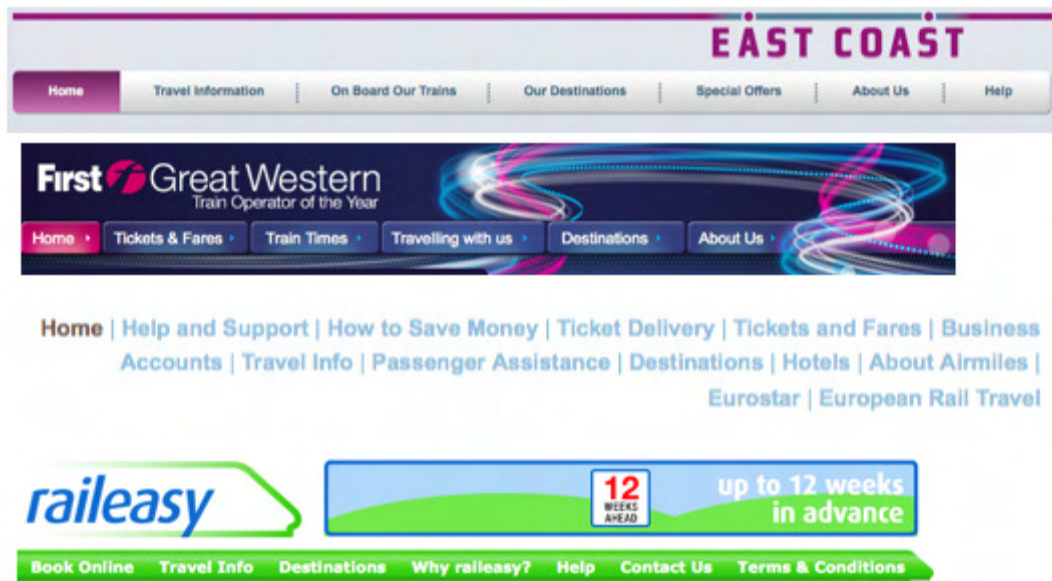 EAST COAST
Home Travel Information On Board Our Trains Our Destinations Special Offers About Us Help
First Great Western
Train Operator of the Year
Home Tickets & Fares Train Times Travelling with us Destinations About Us
Home | Help and Support | How to Save Money | Ticket Delivery | Tickets and Fares | Business
Accounts | Travel Info | Passenger Assistance | Destinations | Hotels | About Airmiles |
Eurostar | European Rail Travel
raileasy
12
WEEKS
AHEAD
up to 12 weeks
in advance
Book Online Travel Info Destinations Why raileasy? Help Contact Us Terms & Conditions